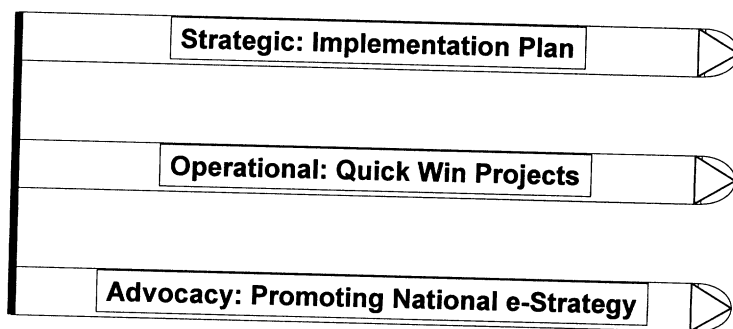 Strategic: Implementation Plan
Operational: Quick Win Projects
Advocacy: Promoting National e-Strategy